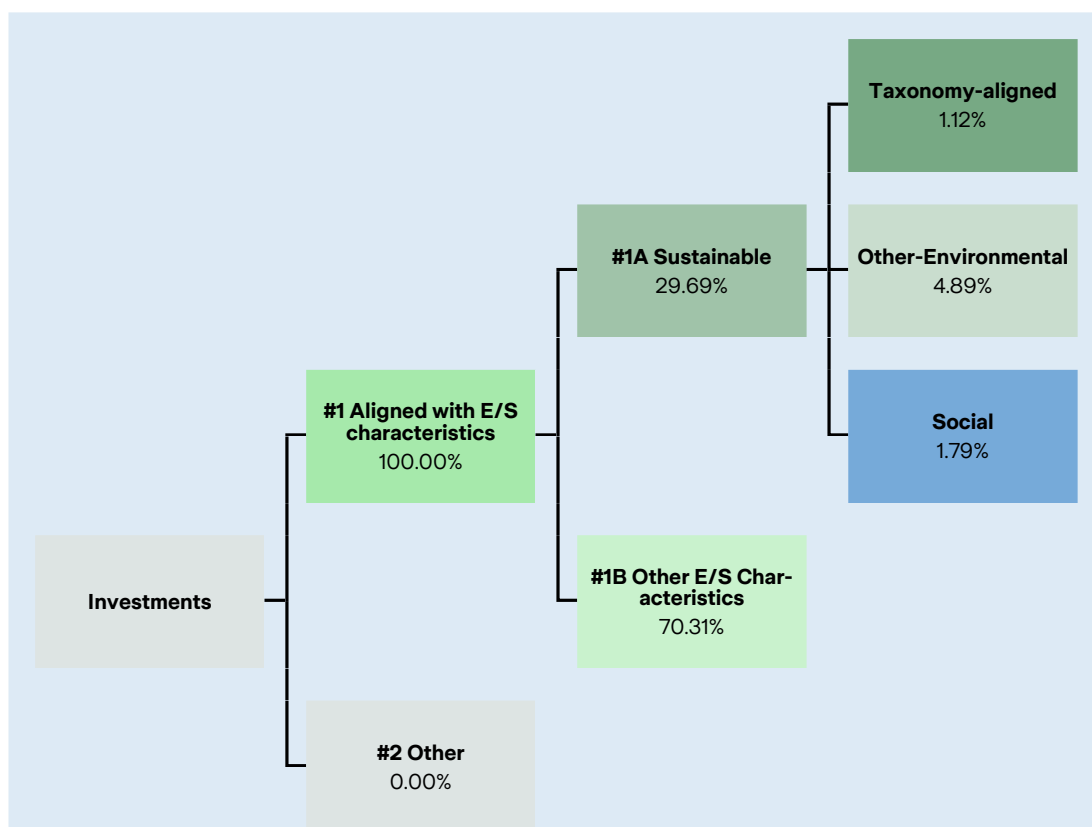 Taxonomy-aligned
1.12%
#1A Sustainable
29.69%
Other-Environmental
4.89%
#1 Aligned with E/S
characteristics
100.00%
Social
1.79%
Investments
#1B Other E/S Char-
acteristics
70.31%
#2 Other
0.00%